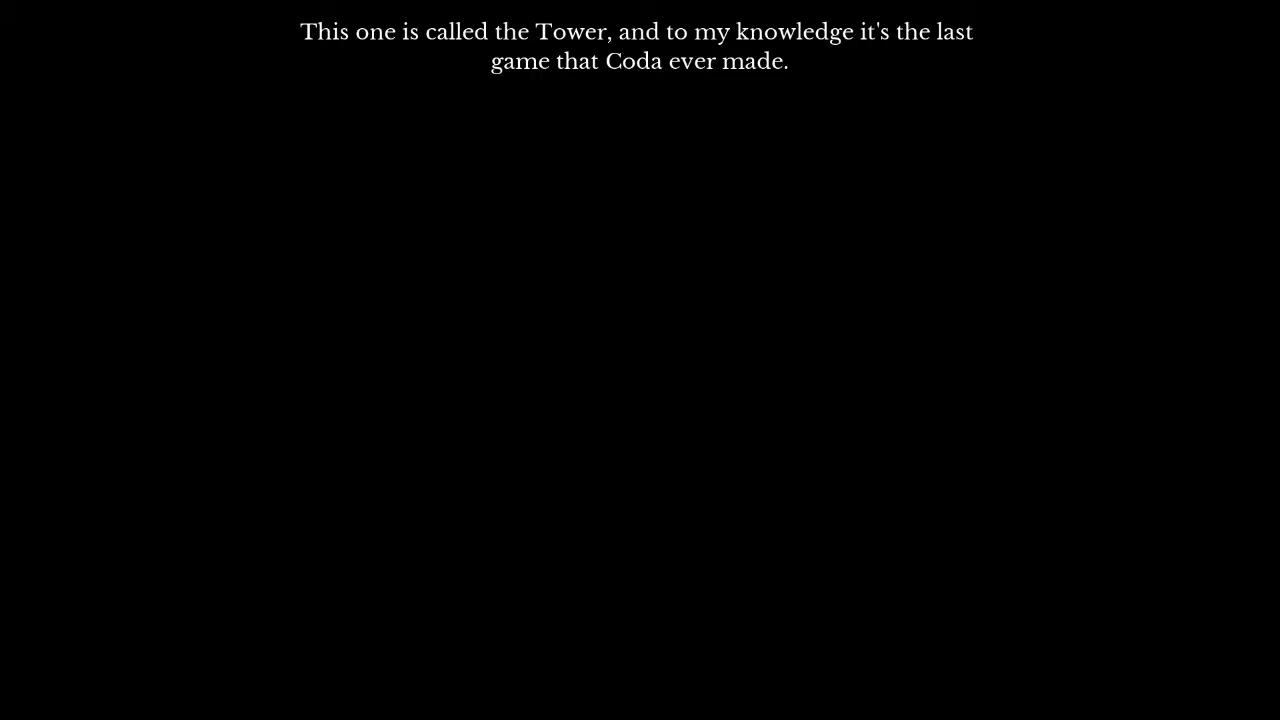 This one is called the Tower, and to my knowledge it's the last
game that Coda ever made.